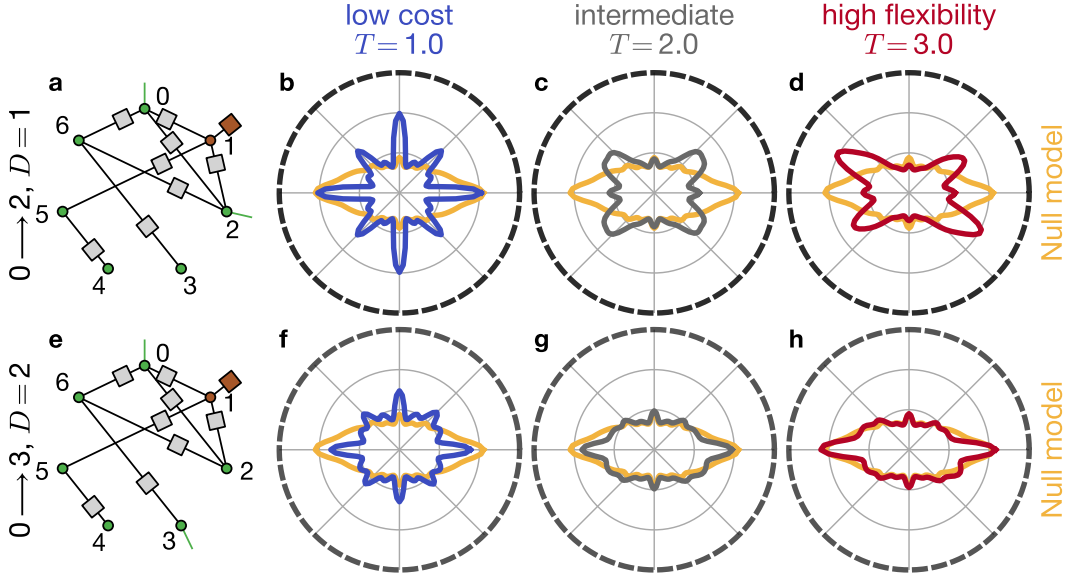 low cost
T = 1.0
intermediate
T = 2.0
high flexibility
T = 3.0
0 ⟶ 2, D = 1
a
0
6
1
5
2
4
3
b
c
d
Null model
0 ⟶ 3, D = 2
e
0
6
1
5
2
4
3
f
g
h
Null model